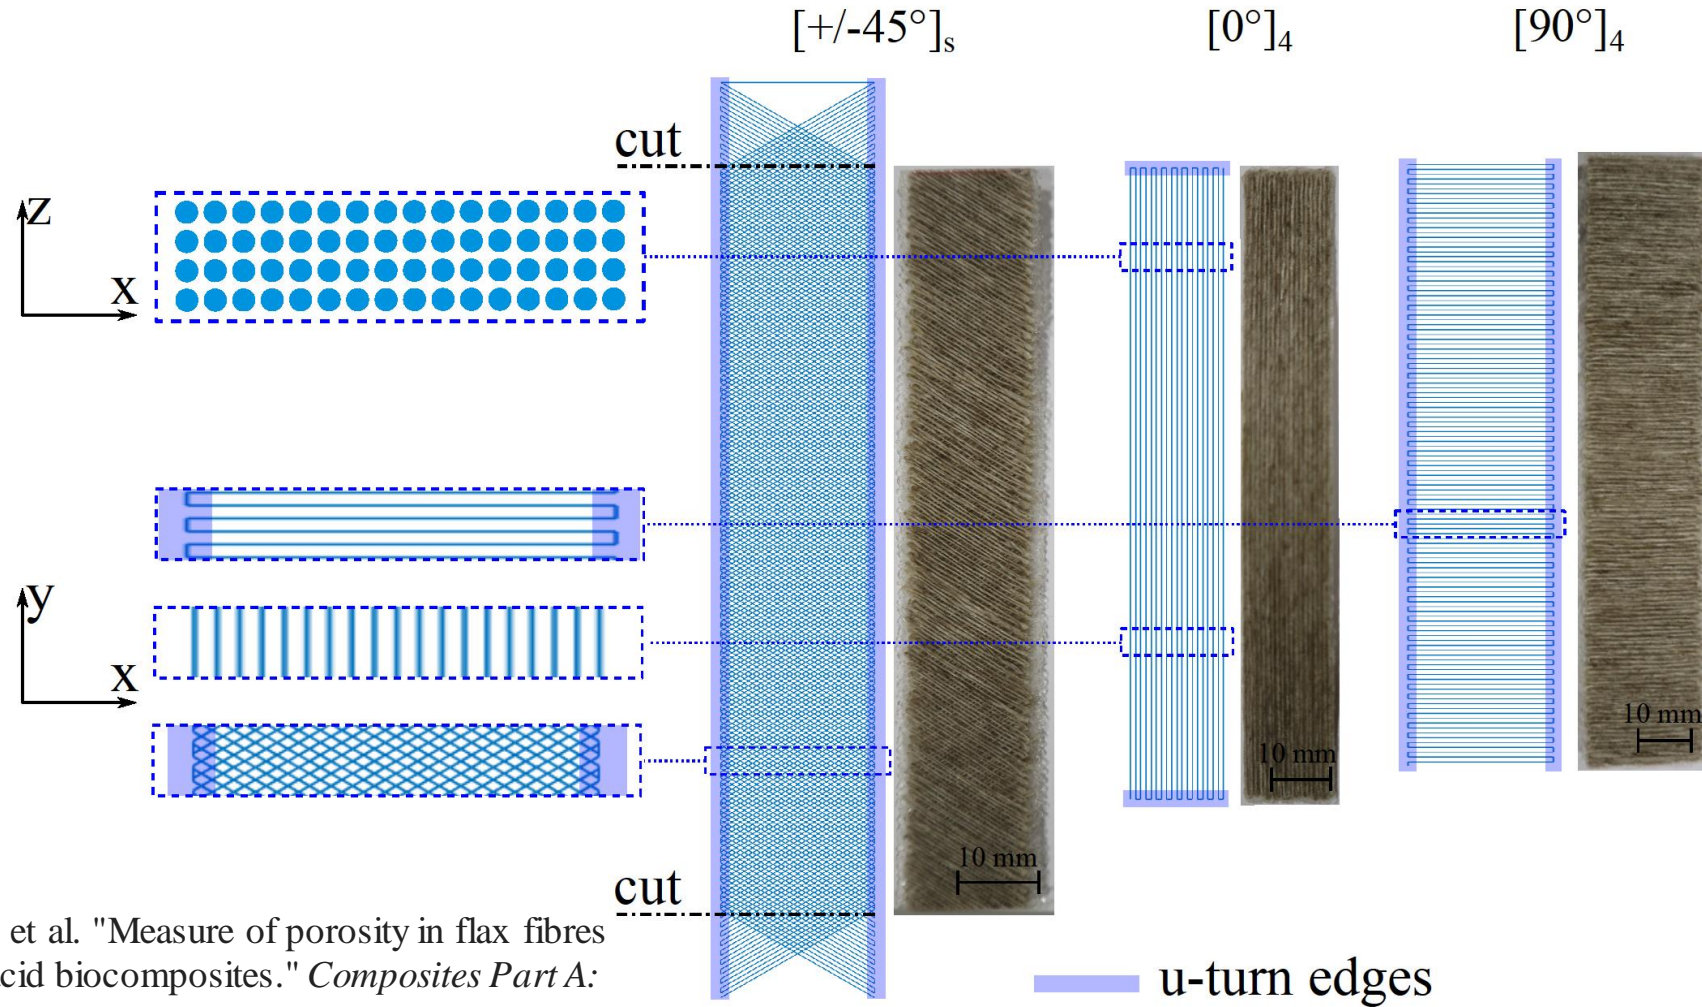 [+/-45°]s
[0°]4
[90°]4
cut
z
x
y
x
10 mm
10 mm
10 mm
cut
et al. "Measure of porosity in flax fibres
cid biocomposites." Composites Part A:
u-turn edges